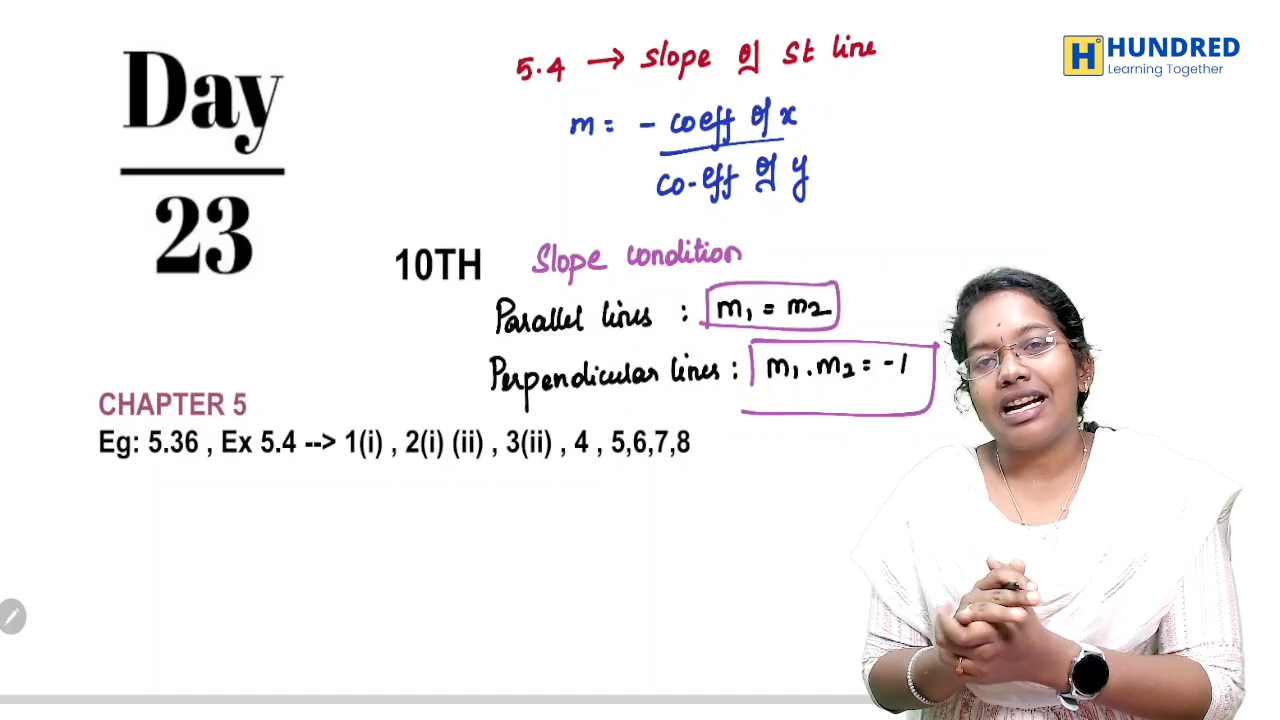 Day
23
5.4 → Slope of St line
m = - coeff of x
co-eff of y
HUNDRED
Learning Together
10TH
Slope condition
Parallel lines : m₁ = m₂
Perpendicular lines : m₁ . m₂ = -1
CHAPTER 5
Eg: 5.36 , Ex 5.4 --> 1(i) , 2(i) (ii) , 3(ii) , 4 , 5,6,7,8